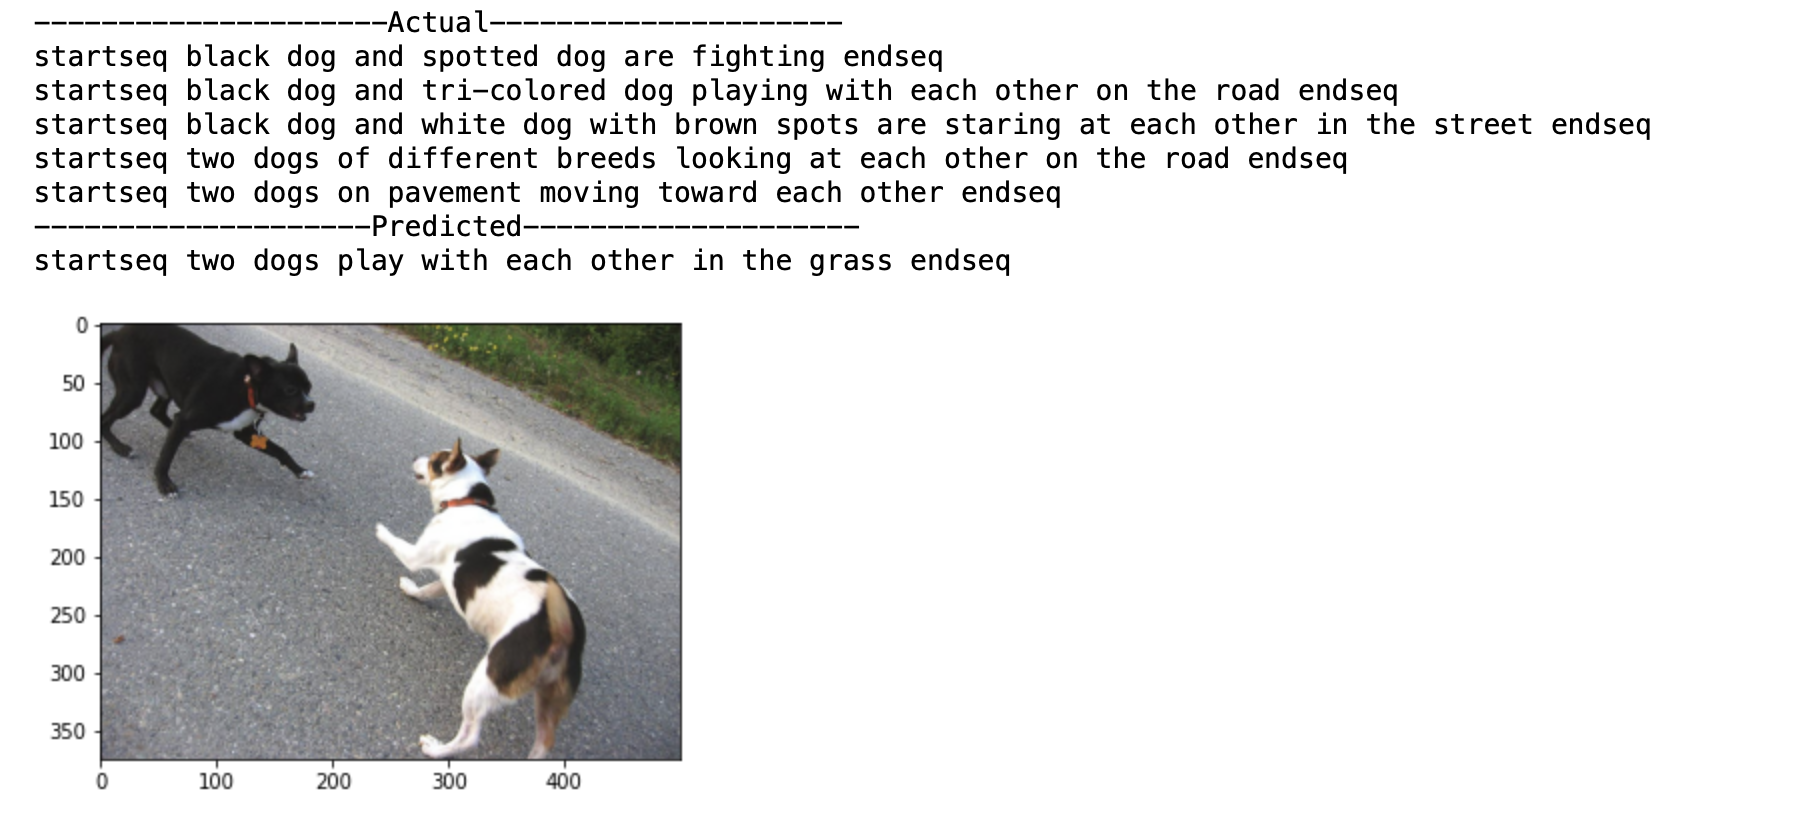 ---------------------Actual---------------------
startseq black dog and spotted dog are fighting endseq
startseq black dog and tri-colored dog playing with each other on the road endseq
startseq black dog and white dog with brown spots are staring at each other in the street endseq
startseq two dogs of different breeds looking at each other on the road endseq
startseq two dogs on pavement moving toward each other endseq
--------------------Predicted--------------------
startseq two dogs play with each other in the grass endseq
0
50
100
150
200
250
300
350
0 100 200 300 400